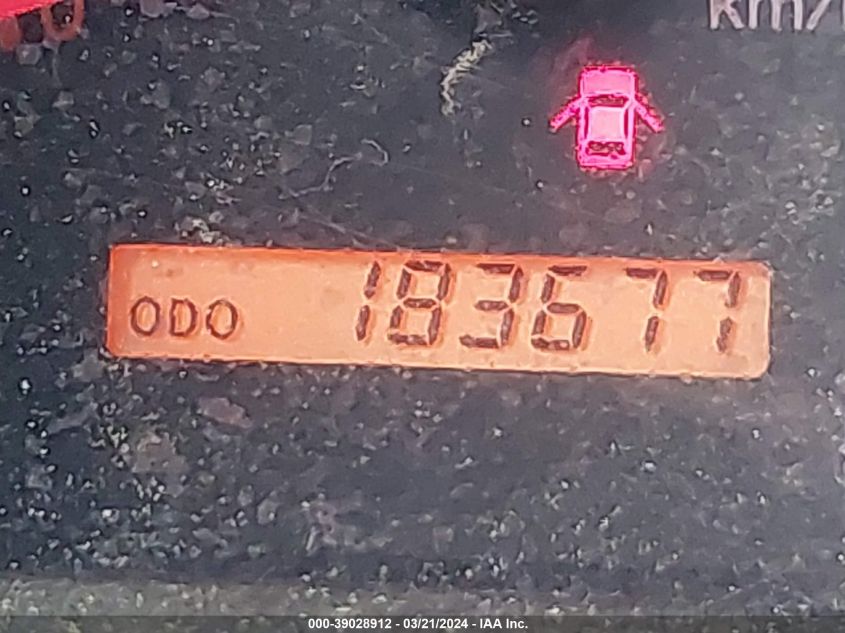 km/
ODO 183677
000-39028912 - 03/21/2024 - IAA Inc.